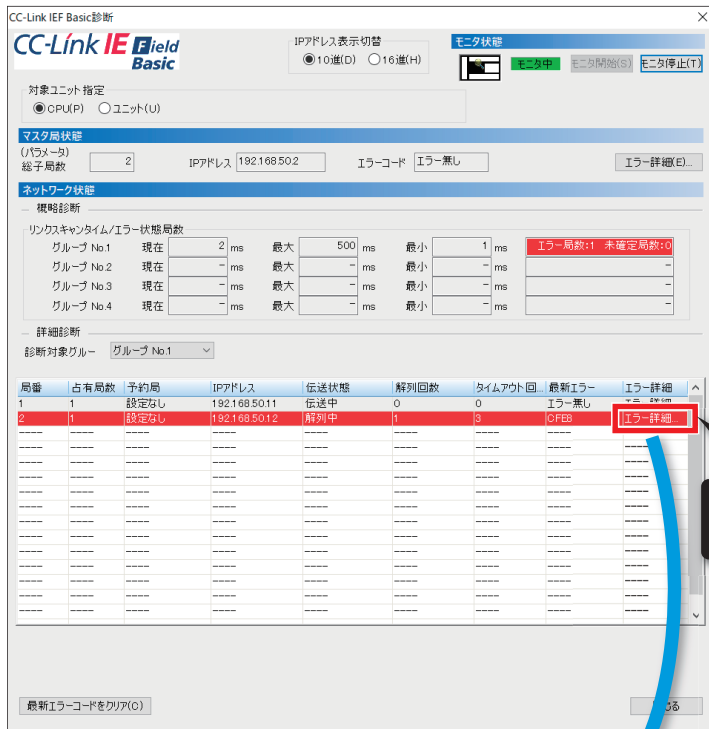 CC-Link IEF Basic診断
CC-Link IE Field Basic
IPアドレス表示切替
10進(D) 16進(H)
モニタ状態
モニタ中 モニタ開始(S) モニタ停止(T)
対象ユニット指定
CPU(P) ユニット(U)
マスタ局状態
(パラメータ)
総子局数 2 IPアドレス 192.168.50.2 エラーコード エラー無し エラー詳細(E)...
ネットワーク状態
概略診断
リンクスキャンタイム/エラー状態局数
グループ No.1 現在 2 ms 最大 500 ms 最小 1 ms エラー局数:1 未確定局数:0
グループ No.2 現在 - ms 最大 - ms 最小 - ms -
グループ No.3 現在 - ms 最大 - ms 最小 - ms -
グループ No.4 現在 - ms 最大 - ms 最小 - ms -
詳細診断
診断対象グルー グループ No.1
局番 占有局数 予約局 IPアドレス 伝送状態 解列回数 タイムアウト回... 最新エラー エラー詳細
1 1 設定なし 192.168.50.11 伝送中 0 0 エラー無し エラー詳細...
2 1 設定なし 192.168.50.12 解列中 1 3 CFE8 エラー詳細...
---- ---- ---- ---- ---- ---- ---- ---- ----
---- ---- ---- ---- ---- ---- ---- ---- ----
---- ---- ---- ---- ---- ---- ---- ---- ----
---- ---- ---- ---- ---- ---- ---- ---- ----
---- ---- ---- ---- ---- ---- ---- ---- ----
---- ---- ---- ---- ---- ---- ---- ---- ----
---- ---- ---- ---- ---- ---- ---- ---- ----
---- ---- ---- ---- ---- ---- ---- ---- ----
---- ---- ---- ---- ---- ---- ---- ---- ----
---- ---- ---- ---- ---- ---- ---- ---- ----
---- ---- ---- ---- ---- ---- ---- ---- ----
---- ---- ---- ---- ---- ---- ---- ---- ----
---- ---- ---- ---- ---- ---- ---- ---- ----
最新エラーコードをクリア(C)